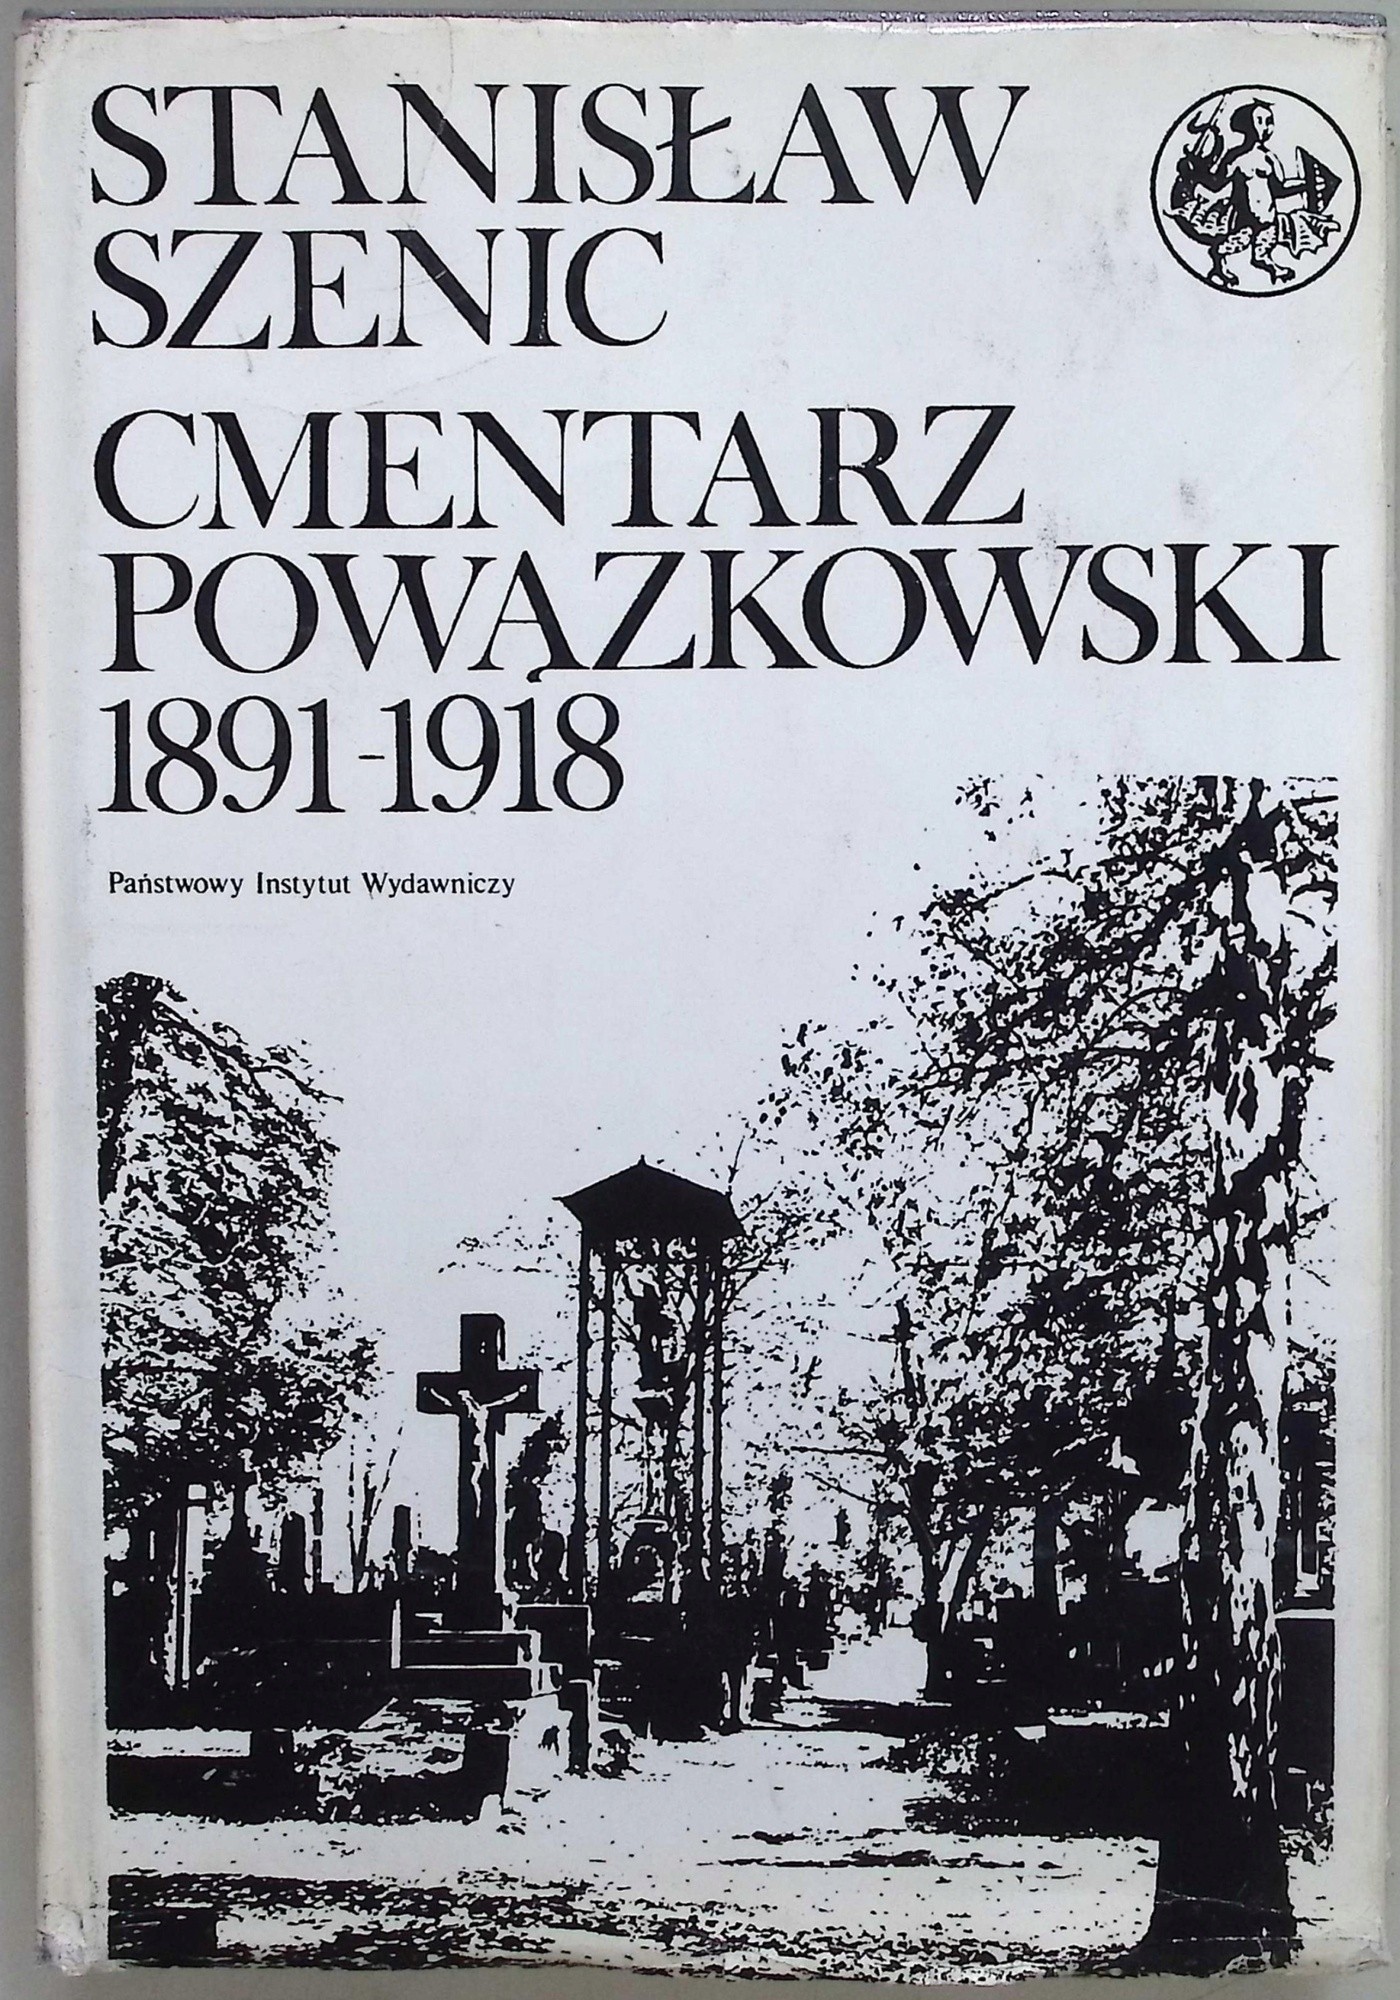 STANISŁAW
SZENIC
CMENTARZ
POWĄZKOWSKI
1891-1918
Państwowy Instytut Wydawniczy